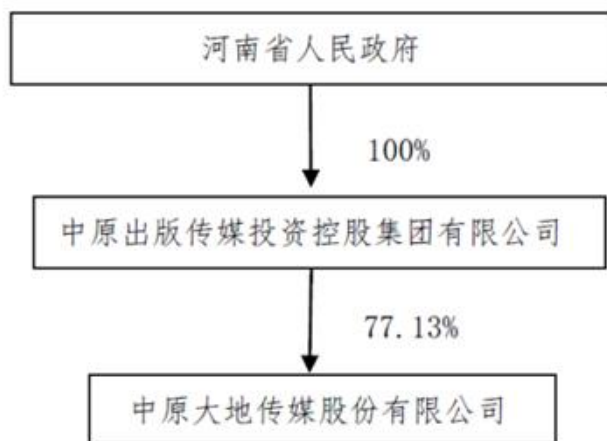 河南省人民政府
100%
中原出版传媒投资控股集团有限公司
77.13%
中原大地传媒股份有限公司